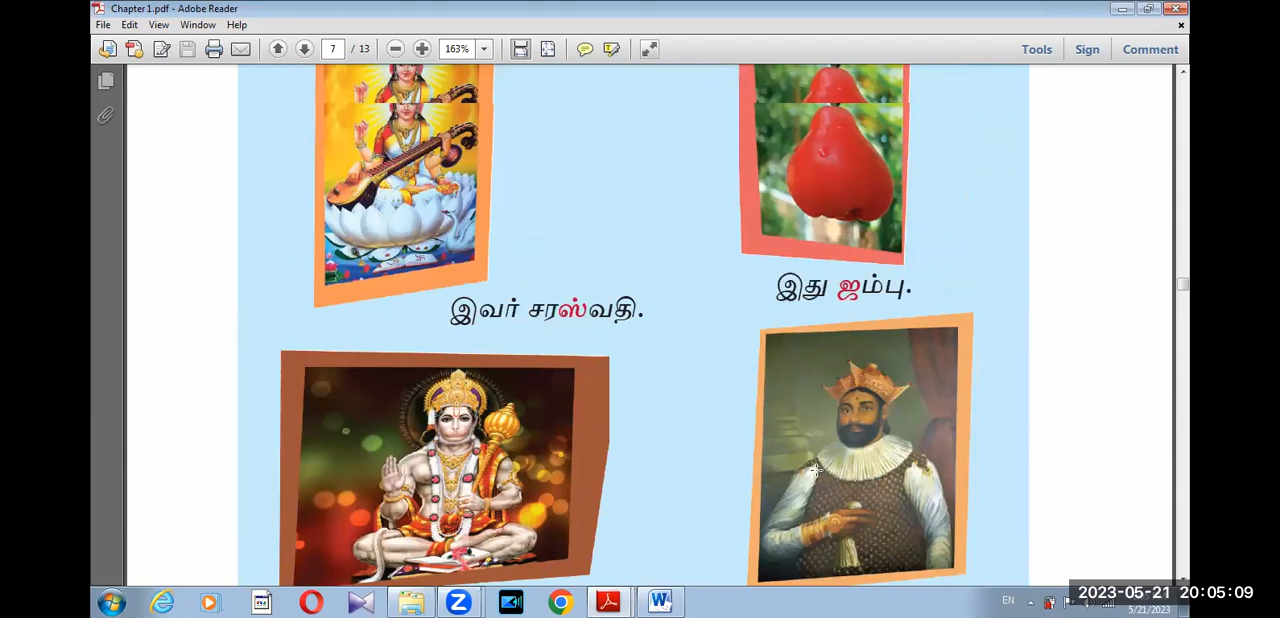 Chapter 1.pdf - Adobe Reader
File Edit View Window Help
7 / 13 163% Tools Sign Comment
இது ஜம்பு.
இவர் சரஸ்வதி.
EN
2023-05-21 20:05:09
5/21/2023